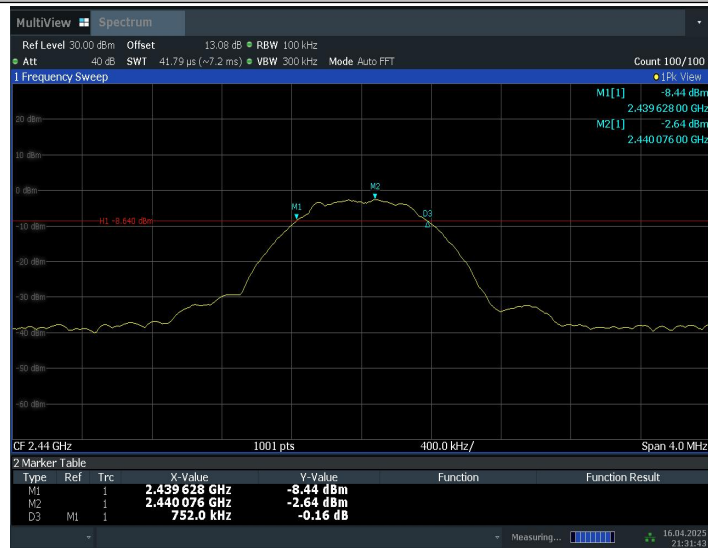 MultiView Spectrum
Ref Level 30.00 dBm Offset 13.08 dB RBW 100 kHz
Att 40 dB SWT 41.79 µs (~7.2 ms) VBW 300 kHz Mode Auto FFT Count 100/100
1 Frequency Sweep 1Pk View
M1[1] -8.44 dBm
2.439 628 00 GHz
M2[1] -2.64 dBm
2.440 076 00 GHz
20 dBm
10 dBm
0 dBm
M2
M1
D3
H1 -8.640 dBm
-10 dBm
-20 dBm
-30 dBm
-40 dBm
-50 dBm
-60 dBm
CF 2.44 GHz 1001 pts 400.0 kHz/ Span 4.0 MHz
2 Marker Table
Type Ref Trc X-Value Y-Value Function Function Result
M1 1 2.439 628 GHz -8.44 dBm
M2 1 2.440 076 GHz -2.64 dBm
D3 M1 1 752.0 kHz -0.16 dB
Measuring... 16.04.2025
21:31:43